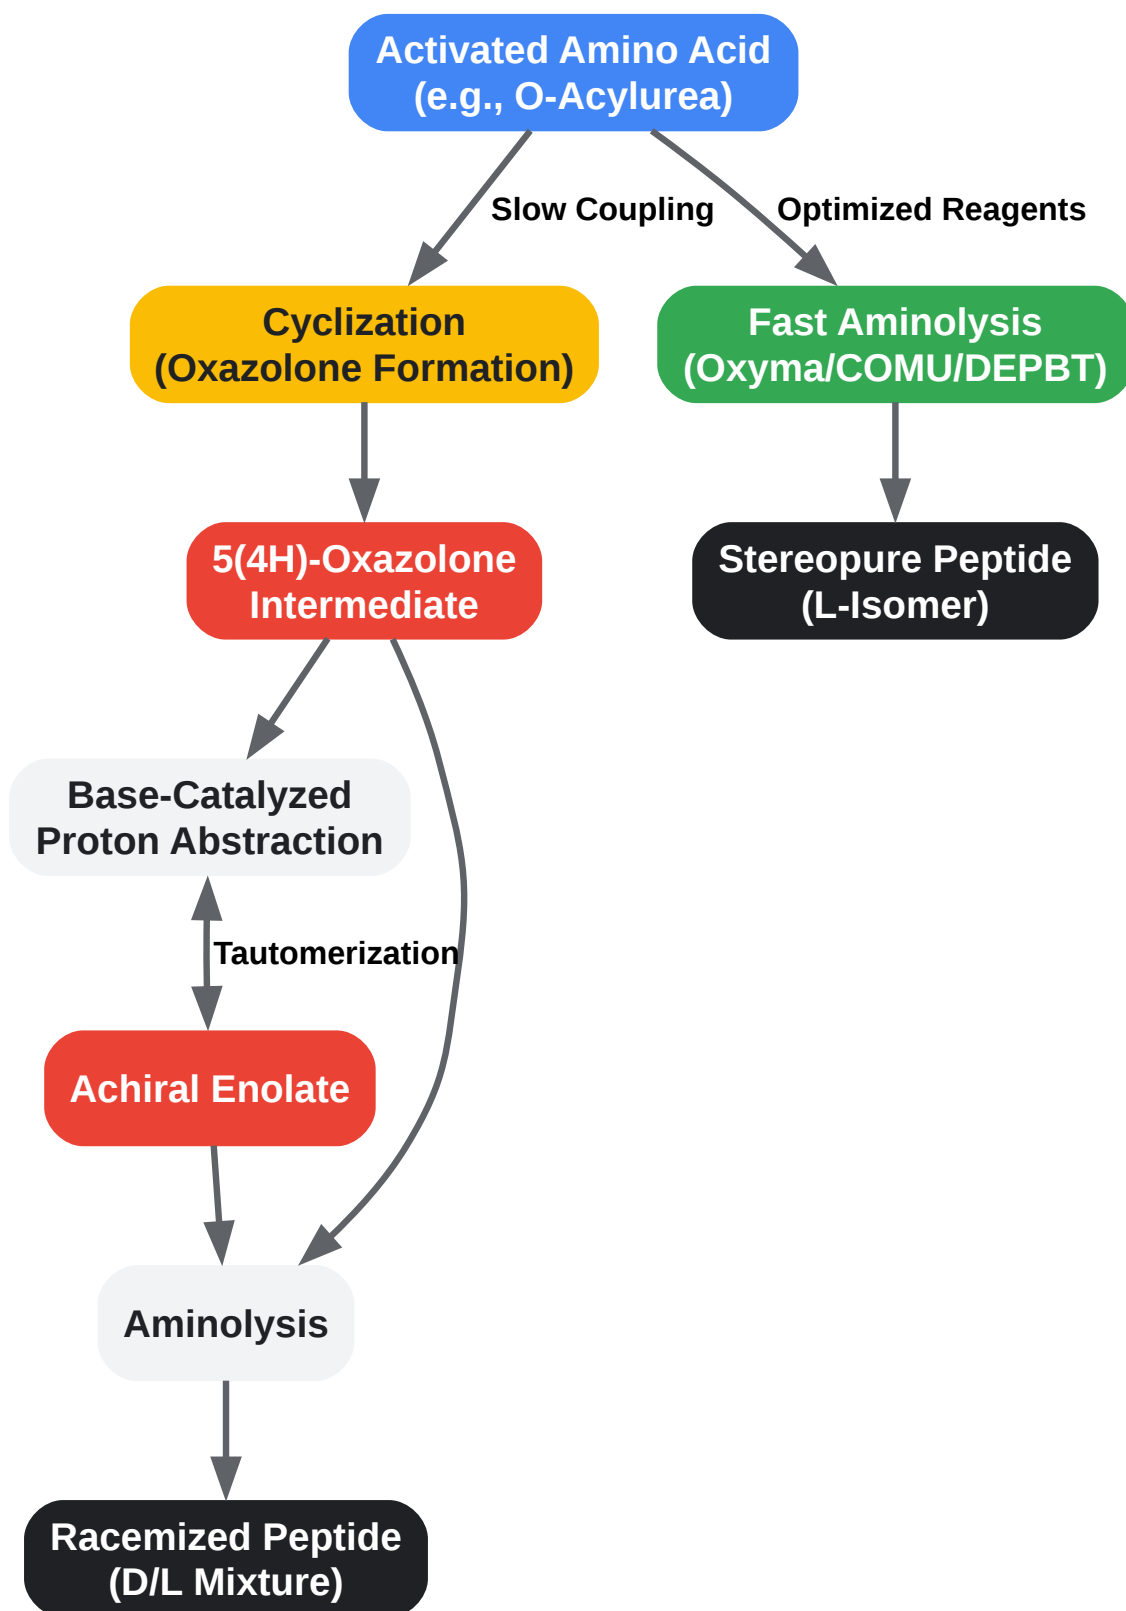 Activated Amino Acid
(e.g., O-Acylurea)
Slow Coupling
Optimized Reagents
Cyclization
(Oxazolone Formation)
Fast Aminolysis
(Oxyma/COMU/DEPBT)
5(4H)-Oxazolone
Intermediate
Stereopure Peptide
(L-Isomer)
Base-Catalyzed
Proton Abstraction
Tautomerization
Achiral Enolate
Aminolysis
Racemized Peptide
(D/L Mixture)